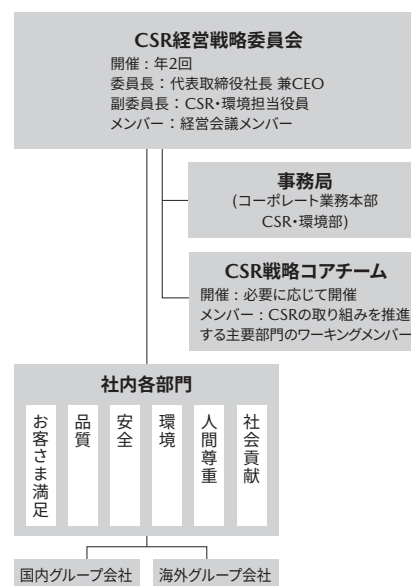 CSR経営戦略委員会
開催：年2回
委員長：代表取締役社長 兼CEO
副委員長：CSR・環境担当役員
メンバー：経営会議メンバー
事務局
(コーポレート業務本部
CSR・環境部)
CSR戦略コアチーム
開催：必要に応じて開催
メンバー：CSRの取り組みを推進
する主要部門のワーキングメンバー
社内各部門
お客さま満足
品質
安全
環境
人間尊重
社会貢献
国内グループ会社
海外グループ会社